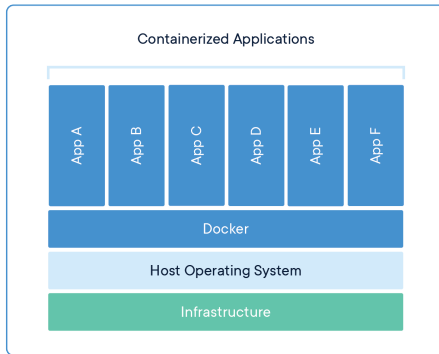 Containerized Applications
App A
App B
App C
App D
App E
App F
Docker
Host Operating System
Infrastructure